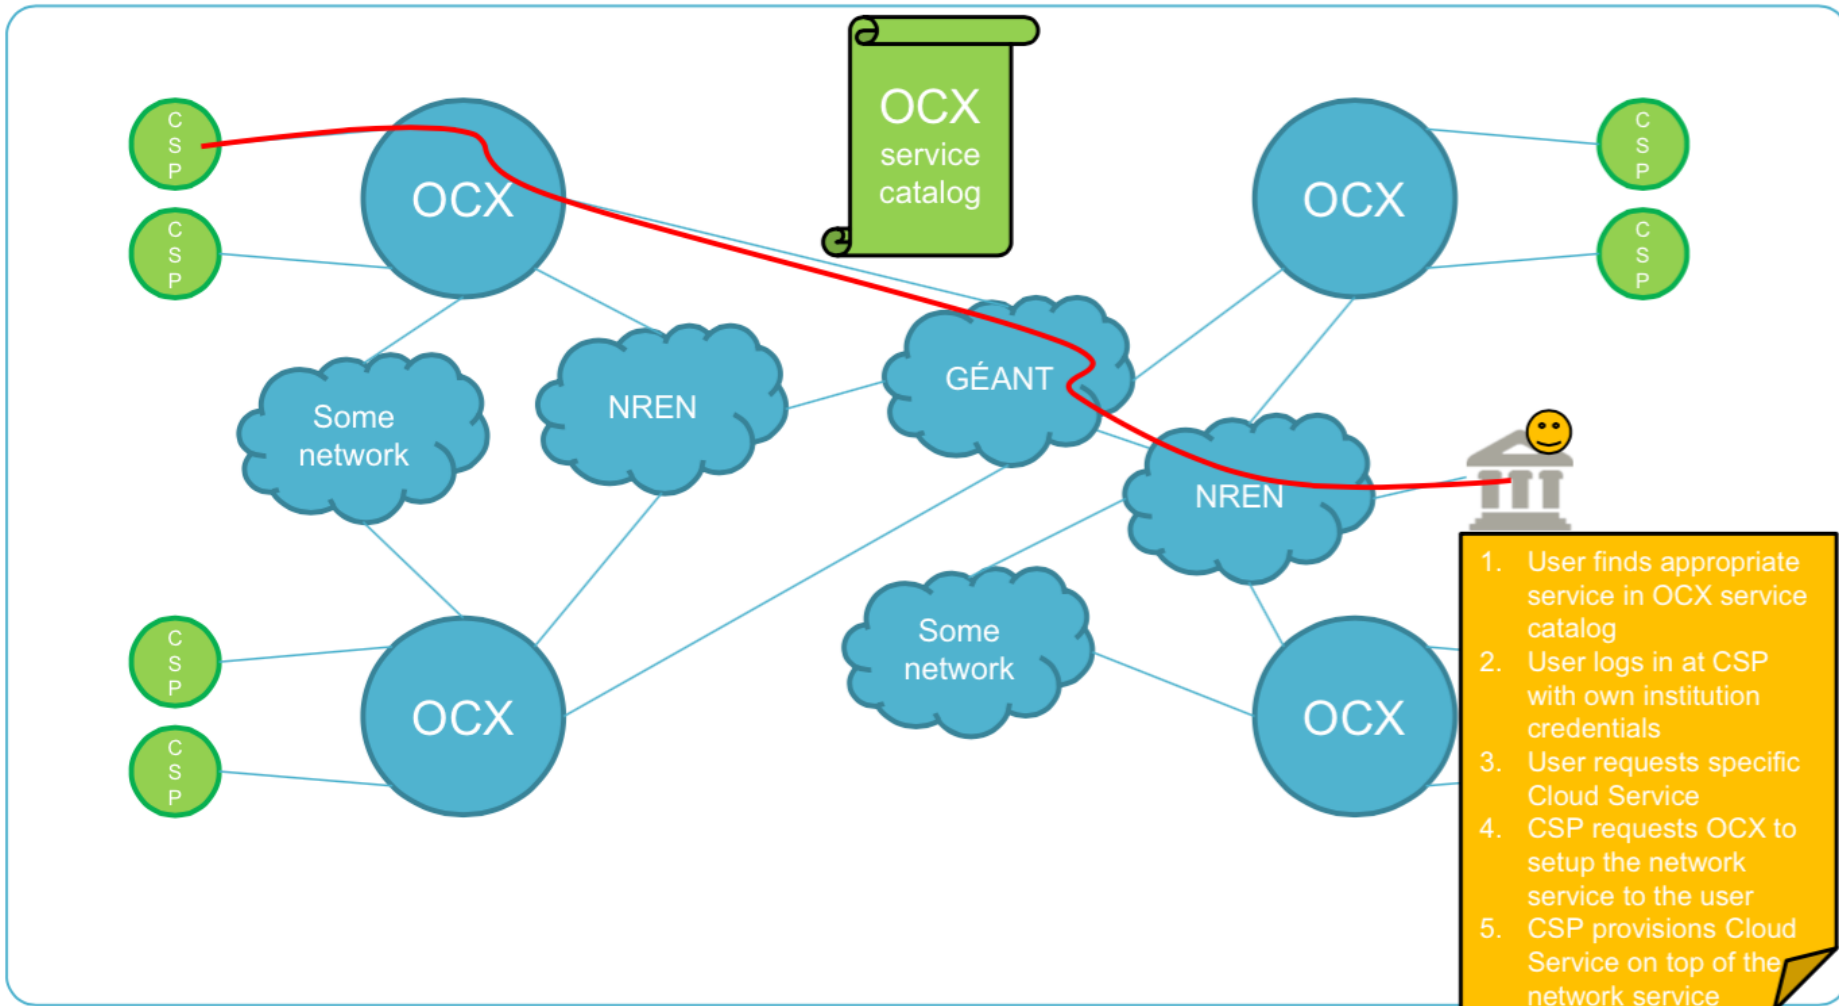 OCX
service
catalog
C
S
P
OCX
OCX
C
S
P
C
S
P
C
S
P
GÉANT
NREN
Some
network
NREN
1. User finds appropriate
service in OCX service
catalog
2. User logs in at CSP
with own institution
credentials
3. User requests specific
Cloud Service
4. CSP requests OCX to
setup the network
service to the user
5. CSP provisions Cloud
Service on top of the
network service
Some
network
C
S
P
OCX
OCX
C
S
P